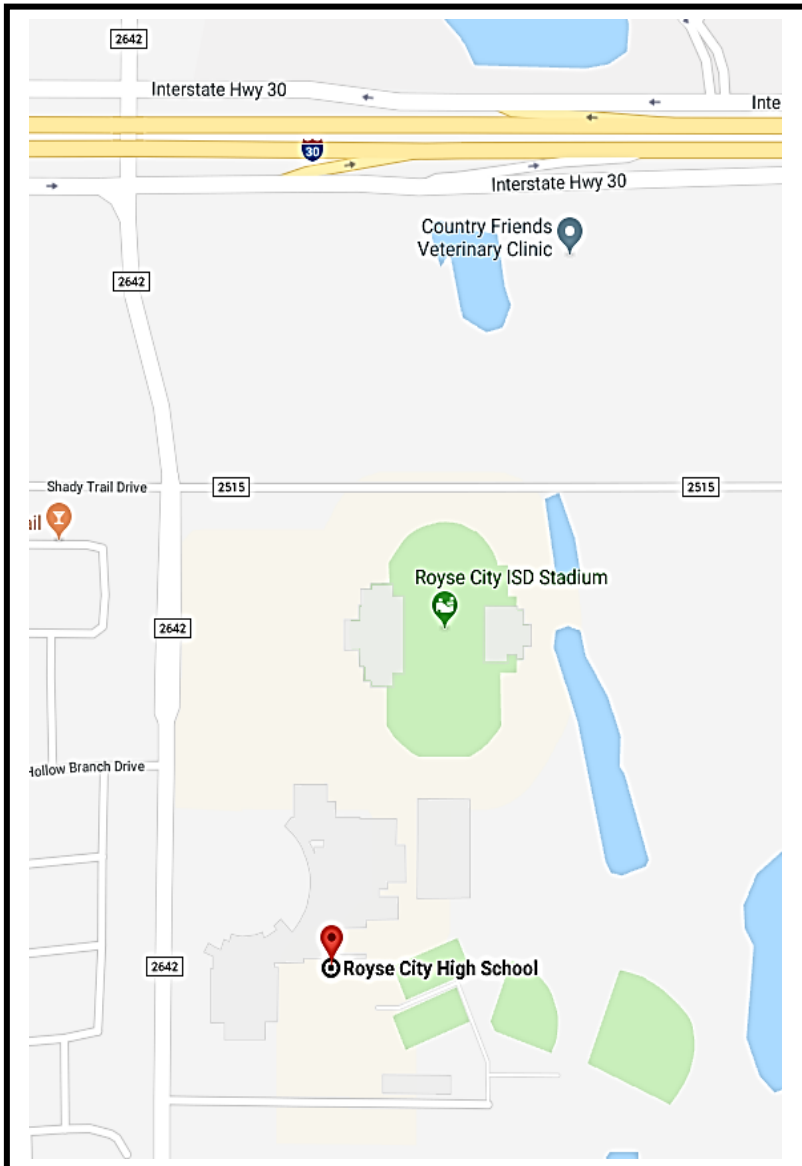 2642
Interstate Hwy 30
Inte
30
Interstate Hwy 30
Country Friends
Veterinary Clinic
2642
Shady Trail Drive
2515
2515
ail
Royse City ISD Stadium
2642
Hollow Branch Drive
2642
Royse City High School